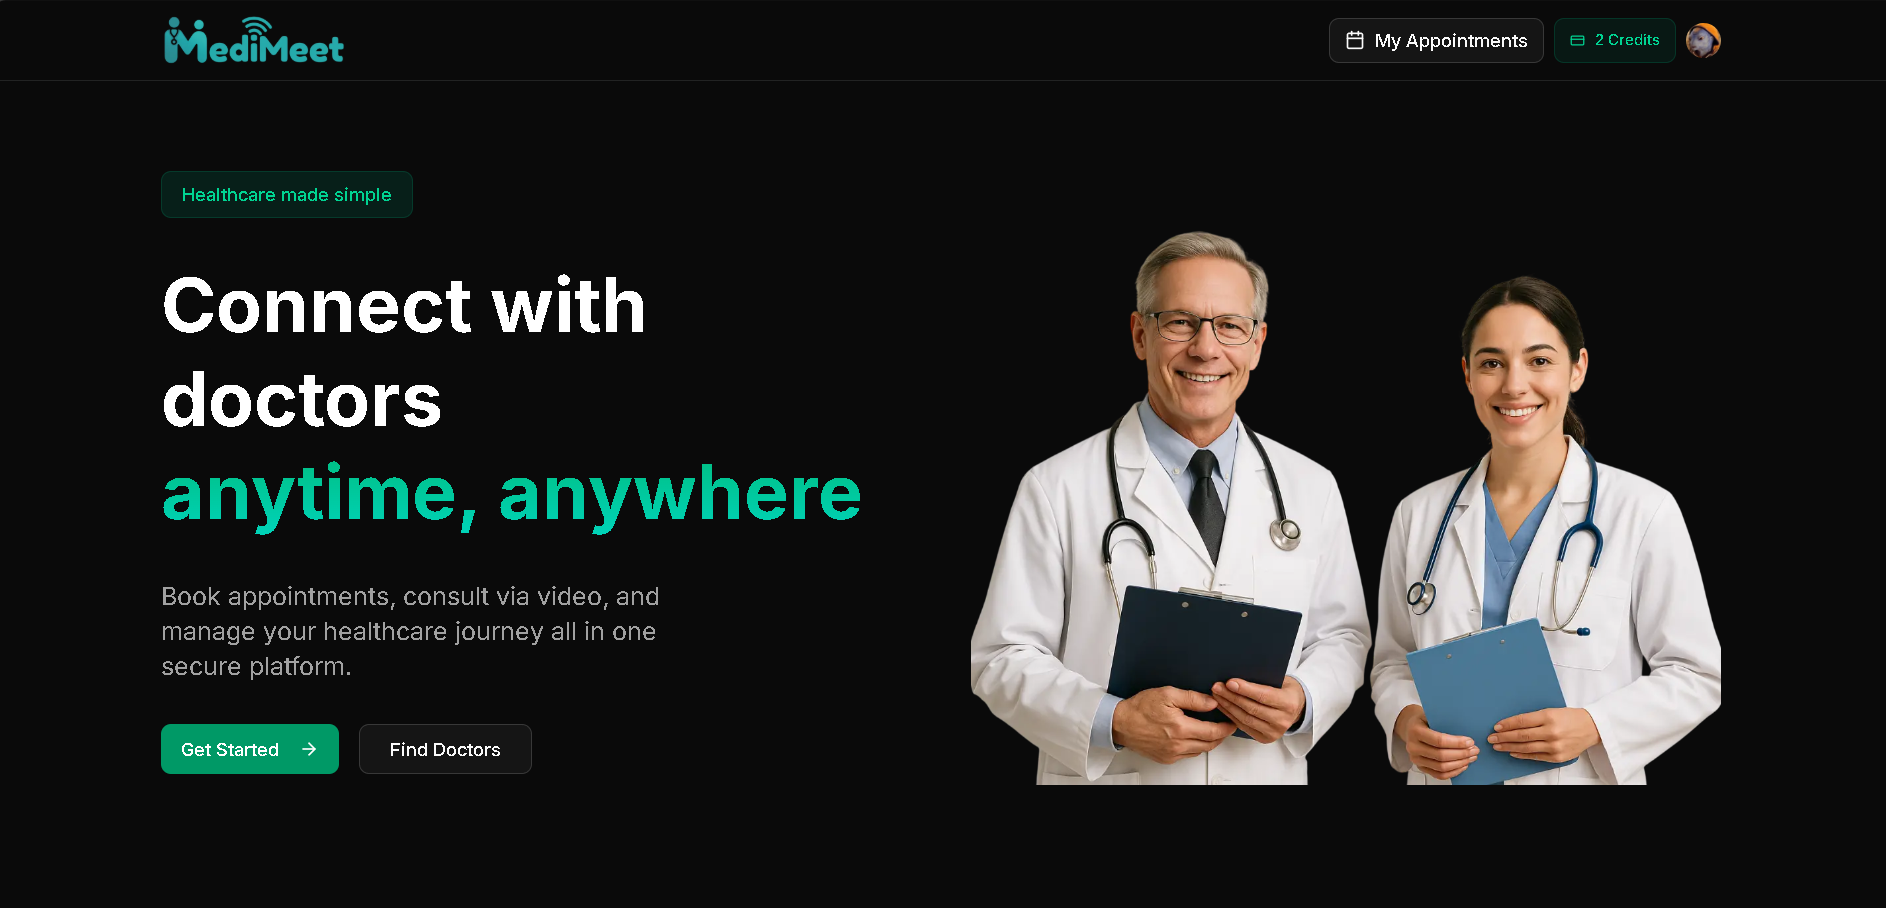 MediMeet
My Appointments
2 Credits
Healthcare made simple
Connect with
doctors
anytime, anywhere
Book appointments, consult via video, and
manage your healthcare journey all in one
secure platform.
Get Started
Find Doctors